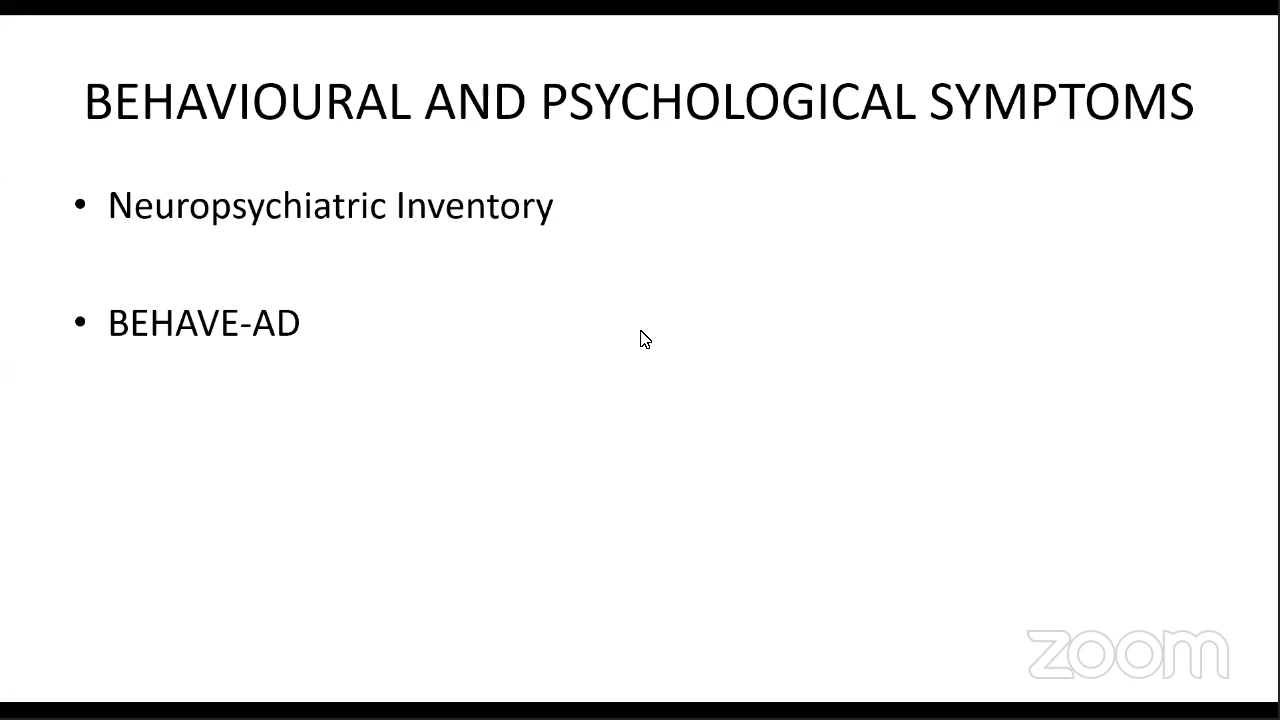 BEHAVIOURAL AND PSYCHOLOGICAL SYMPTOMS
• Neuropsychiatric Inventory
• BEHAVE-AD
zoom